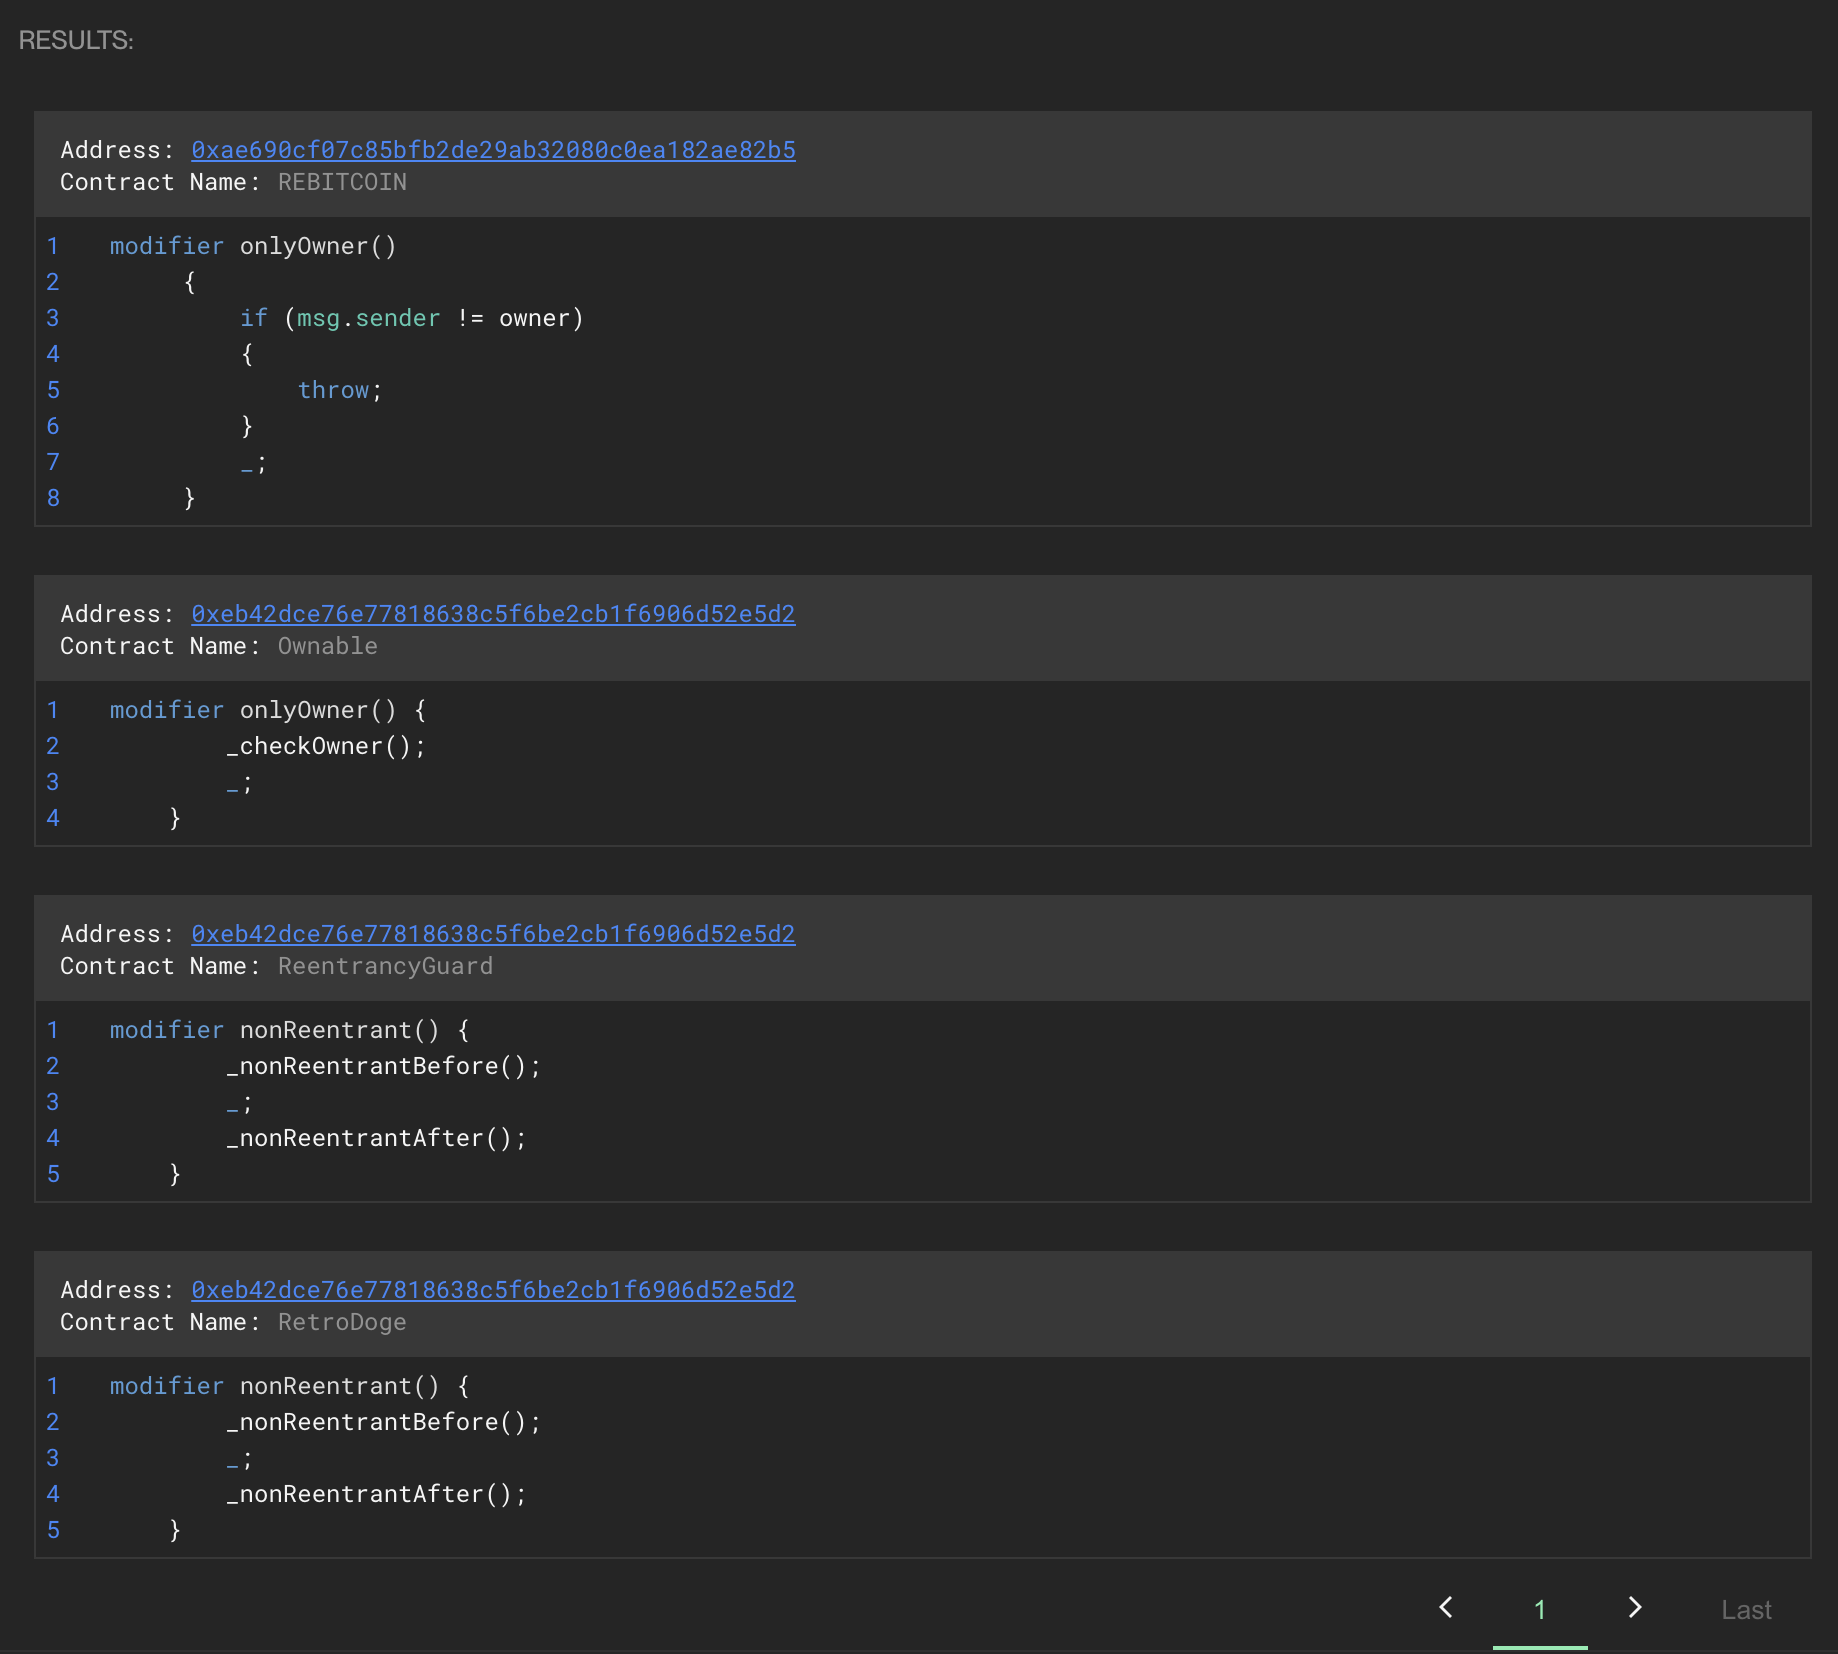 RESULTS:
Address: 0xae690cf07c85bfb2de29ab32080c0ea182ae82b5
Contract Name: REBITCOIN
1 modifier onlyOwner()
2 {
3 if (msg.sender != owner)
4 {
5 throw;
6 }
7 _;
8 }
Address: 0xeb42dce76e77818638c5f6be2cb1f6906d52e5d2
Contract Name: Ownable
1 modifier onlyOwner() {
2 _checkOwner();
3 _;
4 }
Address: 0xeb42dce76e77818638c5f6be2cb1f6906d52e5d2
Contract Name: ReentrancyGuard
1 modifier nonReentrant() {
2 _nonReentrantBefore();
3 _;
4 _nonReentrantAfter();
5 }
Address: 0xeb42dce76e77818638c5f6be2cb1f6906d52e5d2
Contract Name: RetroDoge
1 modifier nonReentrant() {
2 _nonReentrantBefore();
3 _;
4 _nonReentrantAfter();
5 }
1 Last